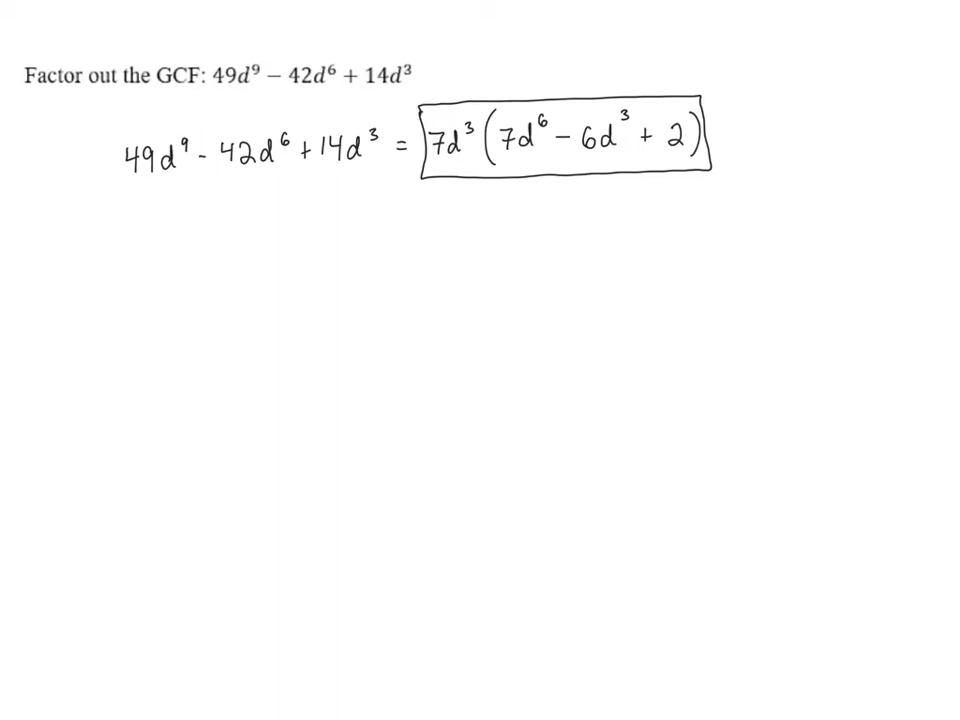 Factor out the GCF: 49d⁹ − 42d⁶ + 14d³
49d⁹ - 42d⁶ + 14d³ = 7d³(7d⁶ − 6d³ + 2)